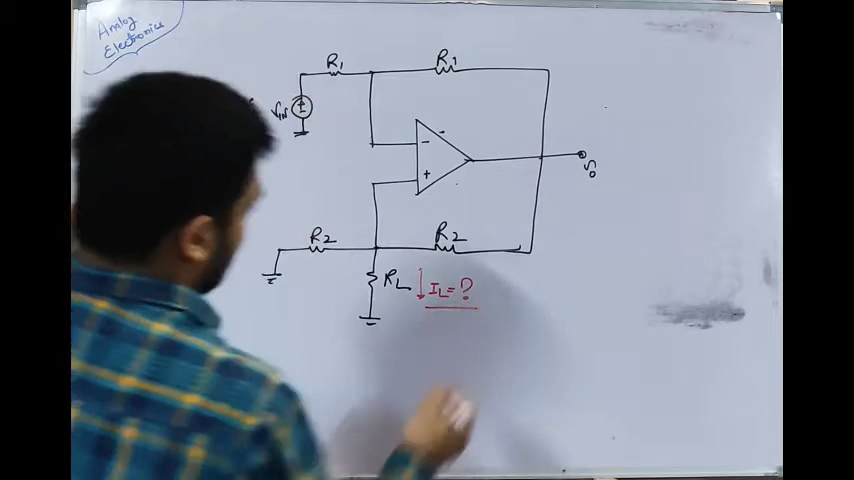 Analog
Electronics
R1
R1
VIN
-
+
Vo
R2
R2
RL
IL=?